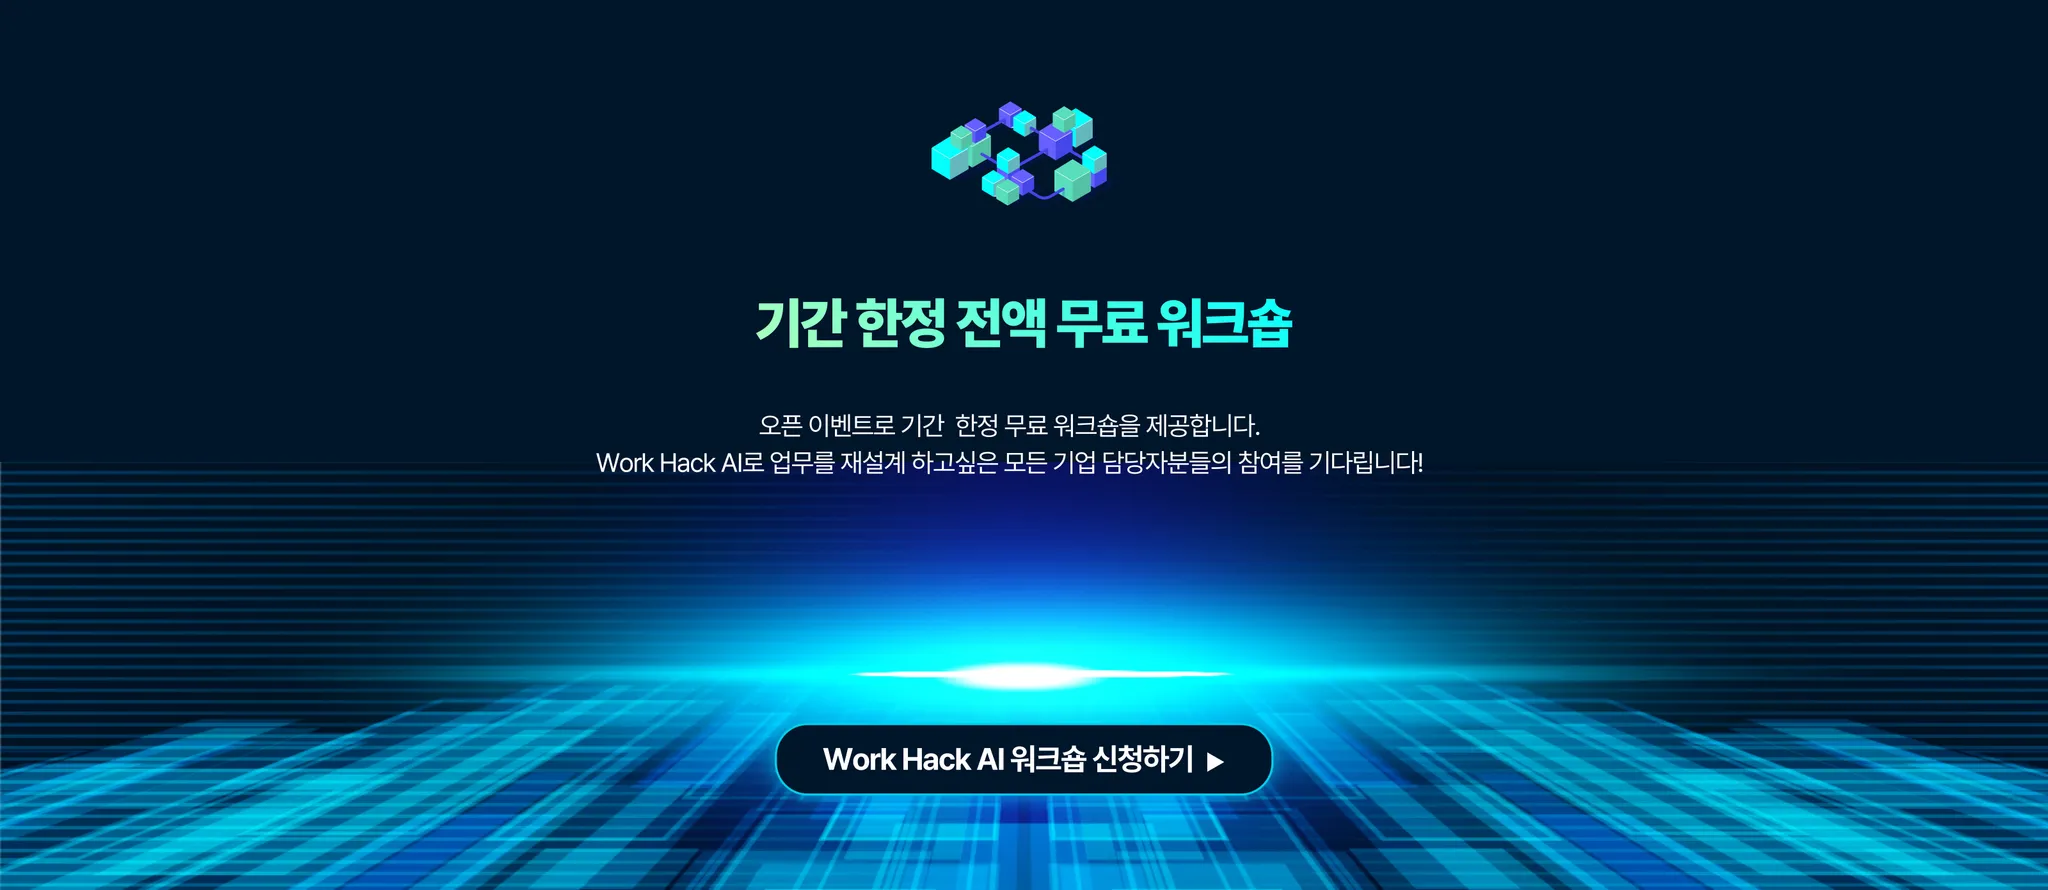 기간 한정 전액 무료 워크숍
오픈 이벤트로 기간  한정 무료 워크숍을 제공합니다.
Work Hack AI로 업무를 재설계 하고싶은 모든 기업 담당자분들의 참여를 기다립니다!
Work Hack AI 워크숍 신청하기 ▶